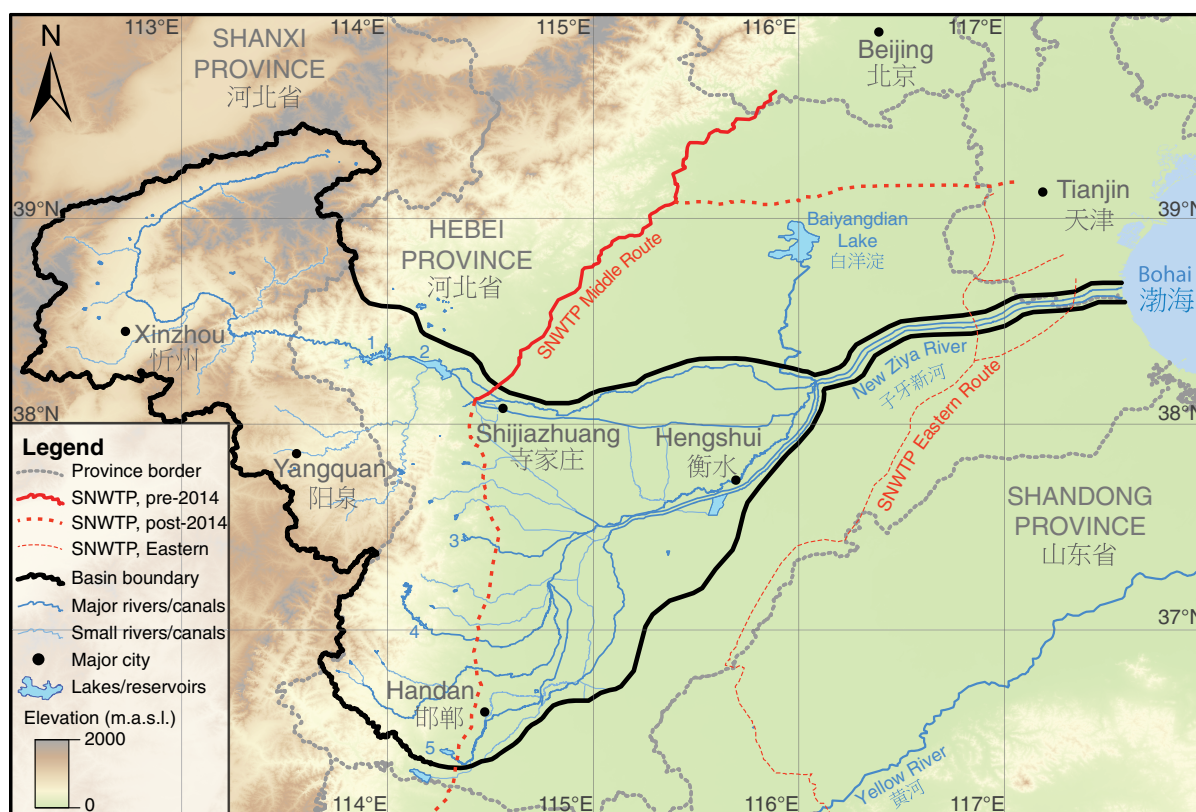 113°E
114°E
115°E
116°E
117°E
N
SHANXI
PROVINCE
河北省
Beijing
北京
39°N
HEBEI
PROVINCE
河北省
Baiyangdian
Lake
白洋淀
Tianjin
天津
39°N
SNWTP Middle Route
Bohai
渤海
Xinzhou
忻州
1
2
New Ziya River
子牙新河
38°N
38°N
Shijiazhuang
寺家庄
Hengshui
衡水
SNWTP Eastern Route
Yangquan
阳泉
SHANDONG
PROVINCE
山东省
3
4
37°N
37°N
Handan
邯郸
5
Yellow River
黄河
Legend
Province border
SNWTP, pre-2014
SNWTP, post-2014
SNWTP, Eastern
Basin boundary
Major rivers/canals
Small rivers/canals
Major city
Lakes/reservoirs
Elevation (m.a.s.l.)
2000
0
114°E
115°E
116°E
117°E